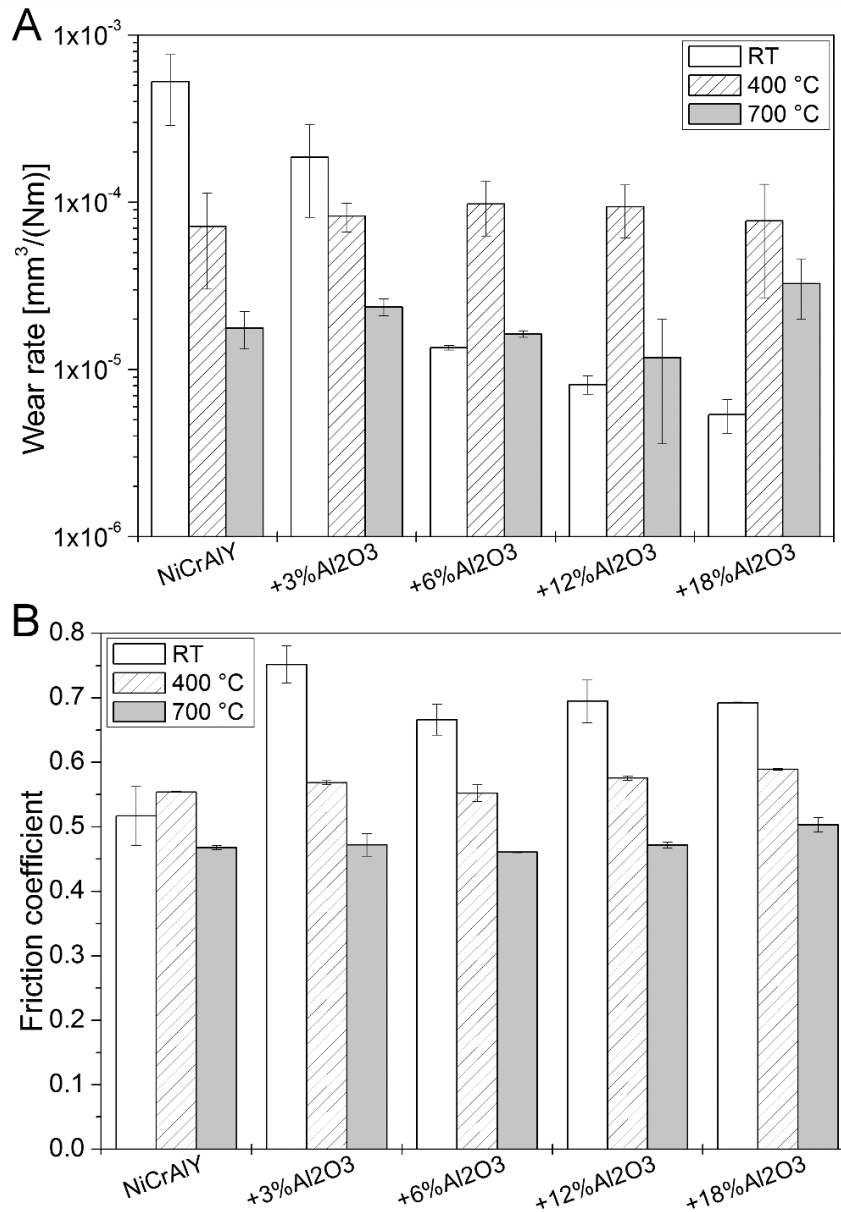 A
Wear rate [mm³/(Nm)]
1x10⁻³
1x10⁻⁴
1x10⁻⁵
1x10⁻⁶
RT
400 °C
700 °C
NiCrAlY
+3%Al2O3
+6%Al2O3
+12%Al2O3
+18%Al2O3
B
Friction coefficient
0.8
0.7
0.6
0.5
0.4
0.3
0.2
0.1
0.0
RT
400 °C
700 °C
NiCrAlY
+3%Al2O3
+6%Al2O3
+12%Al2O3
+18%Al2O3